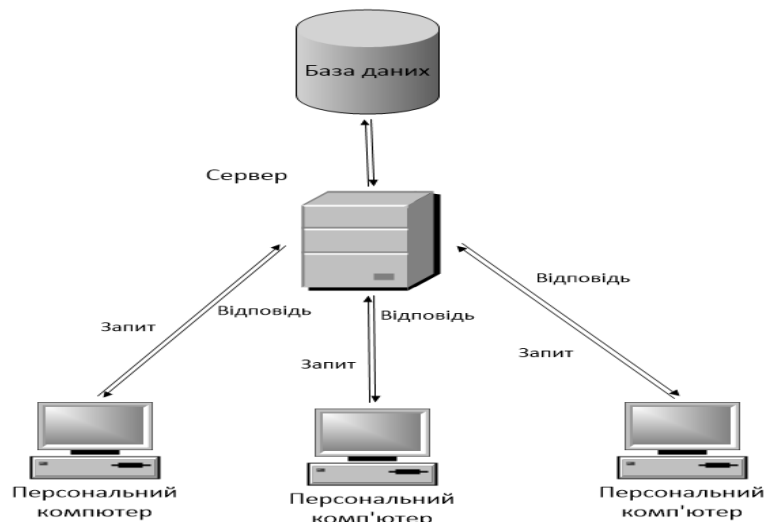 База даних
Сервер
Відповідь
Відповідь
Відповідь
Запит
Запит
Запит
Персональний
компютер
Персональний
комп'ютер
Персональний
комп'ютер